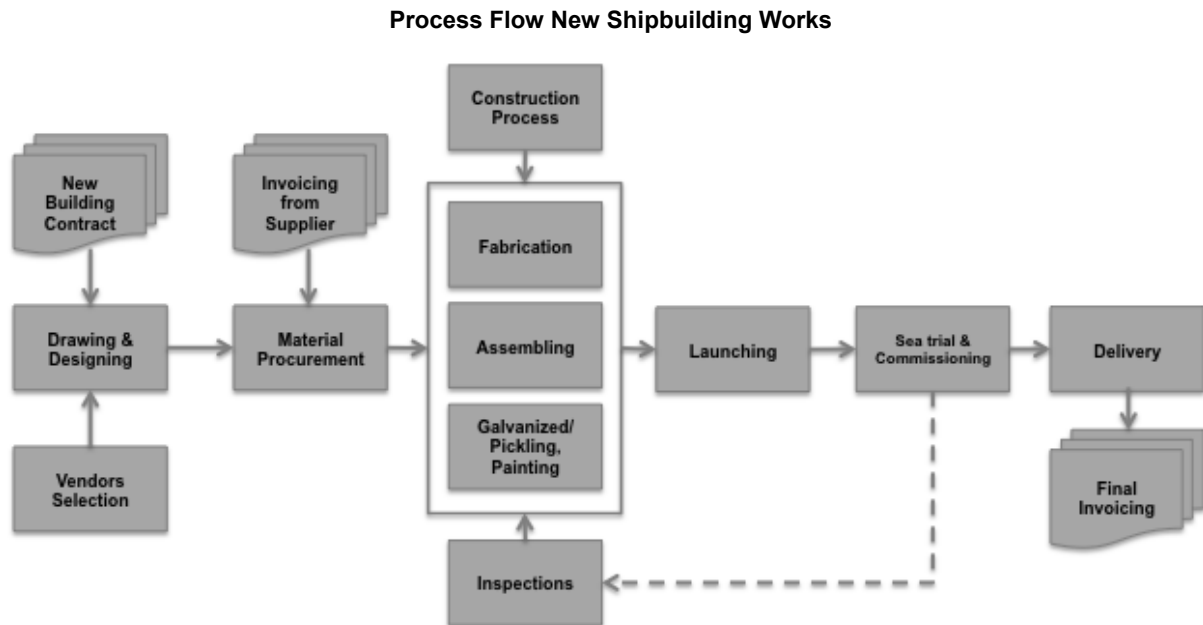 Process Flow New Shipbuilding Works
Construction
Process
New
Building
Contract
Invoicing
from
Supplier
Fabrication
Drawing &
Designing
Material
Procurement
Assembling
Launching
Sea trial &
Commissioning
Delivery
Galvanized/
Pickling,
Painting
Vendors
Selection
Final
Invoicing
Inspections